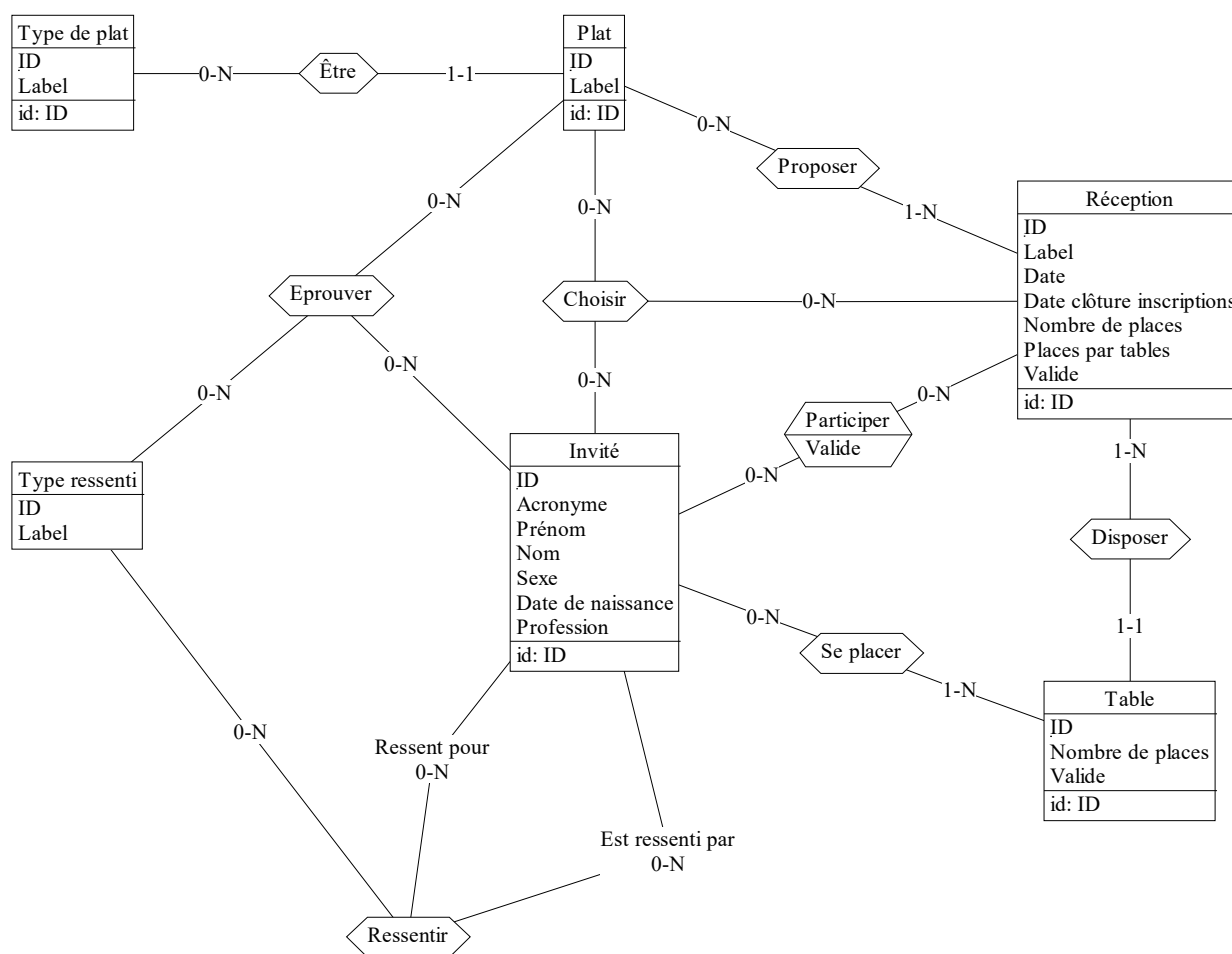 Type de plat
ID
Label
id: ID
0-N
Être
1-1
Plat
ID
Label
id: ID
0-N
Proposer
1-N
Réception
ID
Label
Date
Date clôture inscriptions
Nombre de places
Places par tables
Valide
id: ID
0-N
Eprouver
0-N
0-N
0-N
Choisir
0-N
0-N
Participer
Valide
0-N
0-N
Type ressenti
ID
Label
Invité
ID
Acronyme
Prénom
Nom
Sexe
Date de naissance
Profession
id: ID
1-N
Disposer
1-1
0-N
Se placer
1-N
Table
ID
Nombre de places
Valide
id: ID
0-N
Ressent pour
0-N
Est ressenti par
0-N
Ressentir